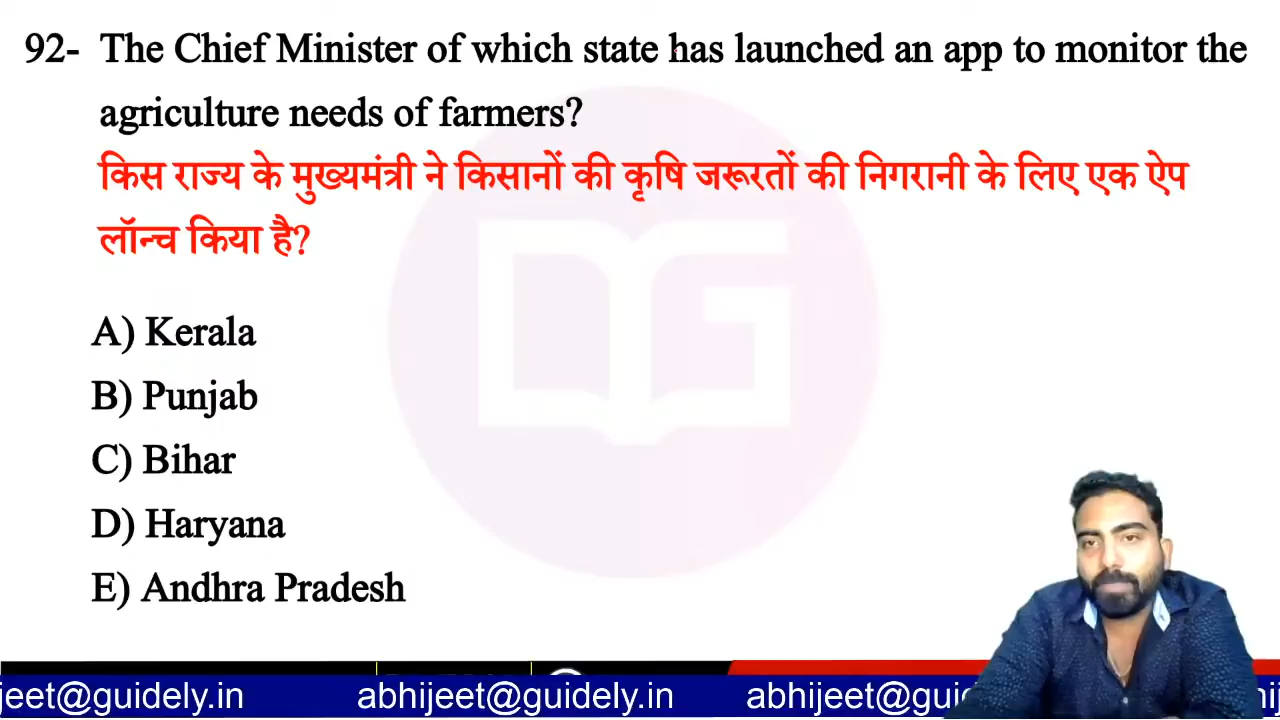 92- The Chief Minister of which state has launched an app to monitor the
agriculture needs of farmers?
किस राज्य के मुख्यमंत्री ने किसानों की कृषि जरूरतों की निगरानी के लिए एक ऐप
लॉन्च किया है?
A) Kerala
B) Punjab
C) Bihar
D) Haryana
E) Andhra Pradesh
jeet@guidely.in abhijeet@guidely.in abhijeet@guid